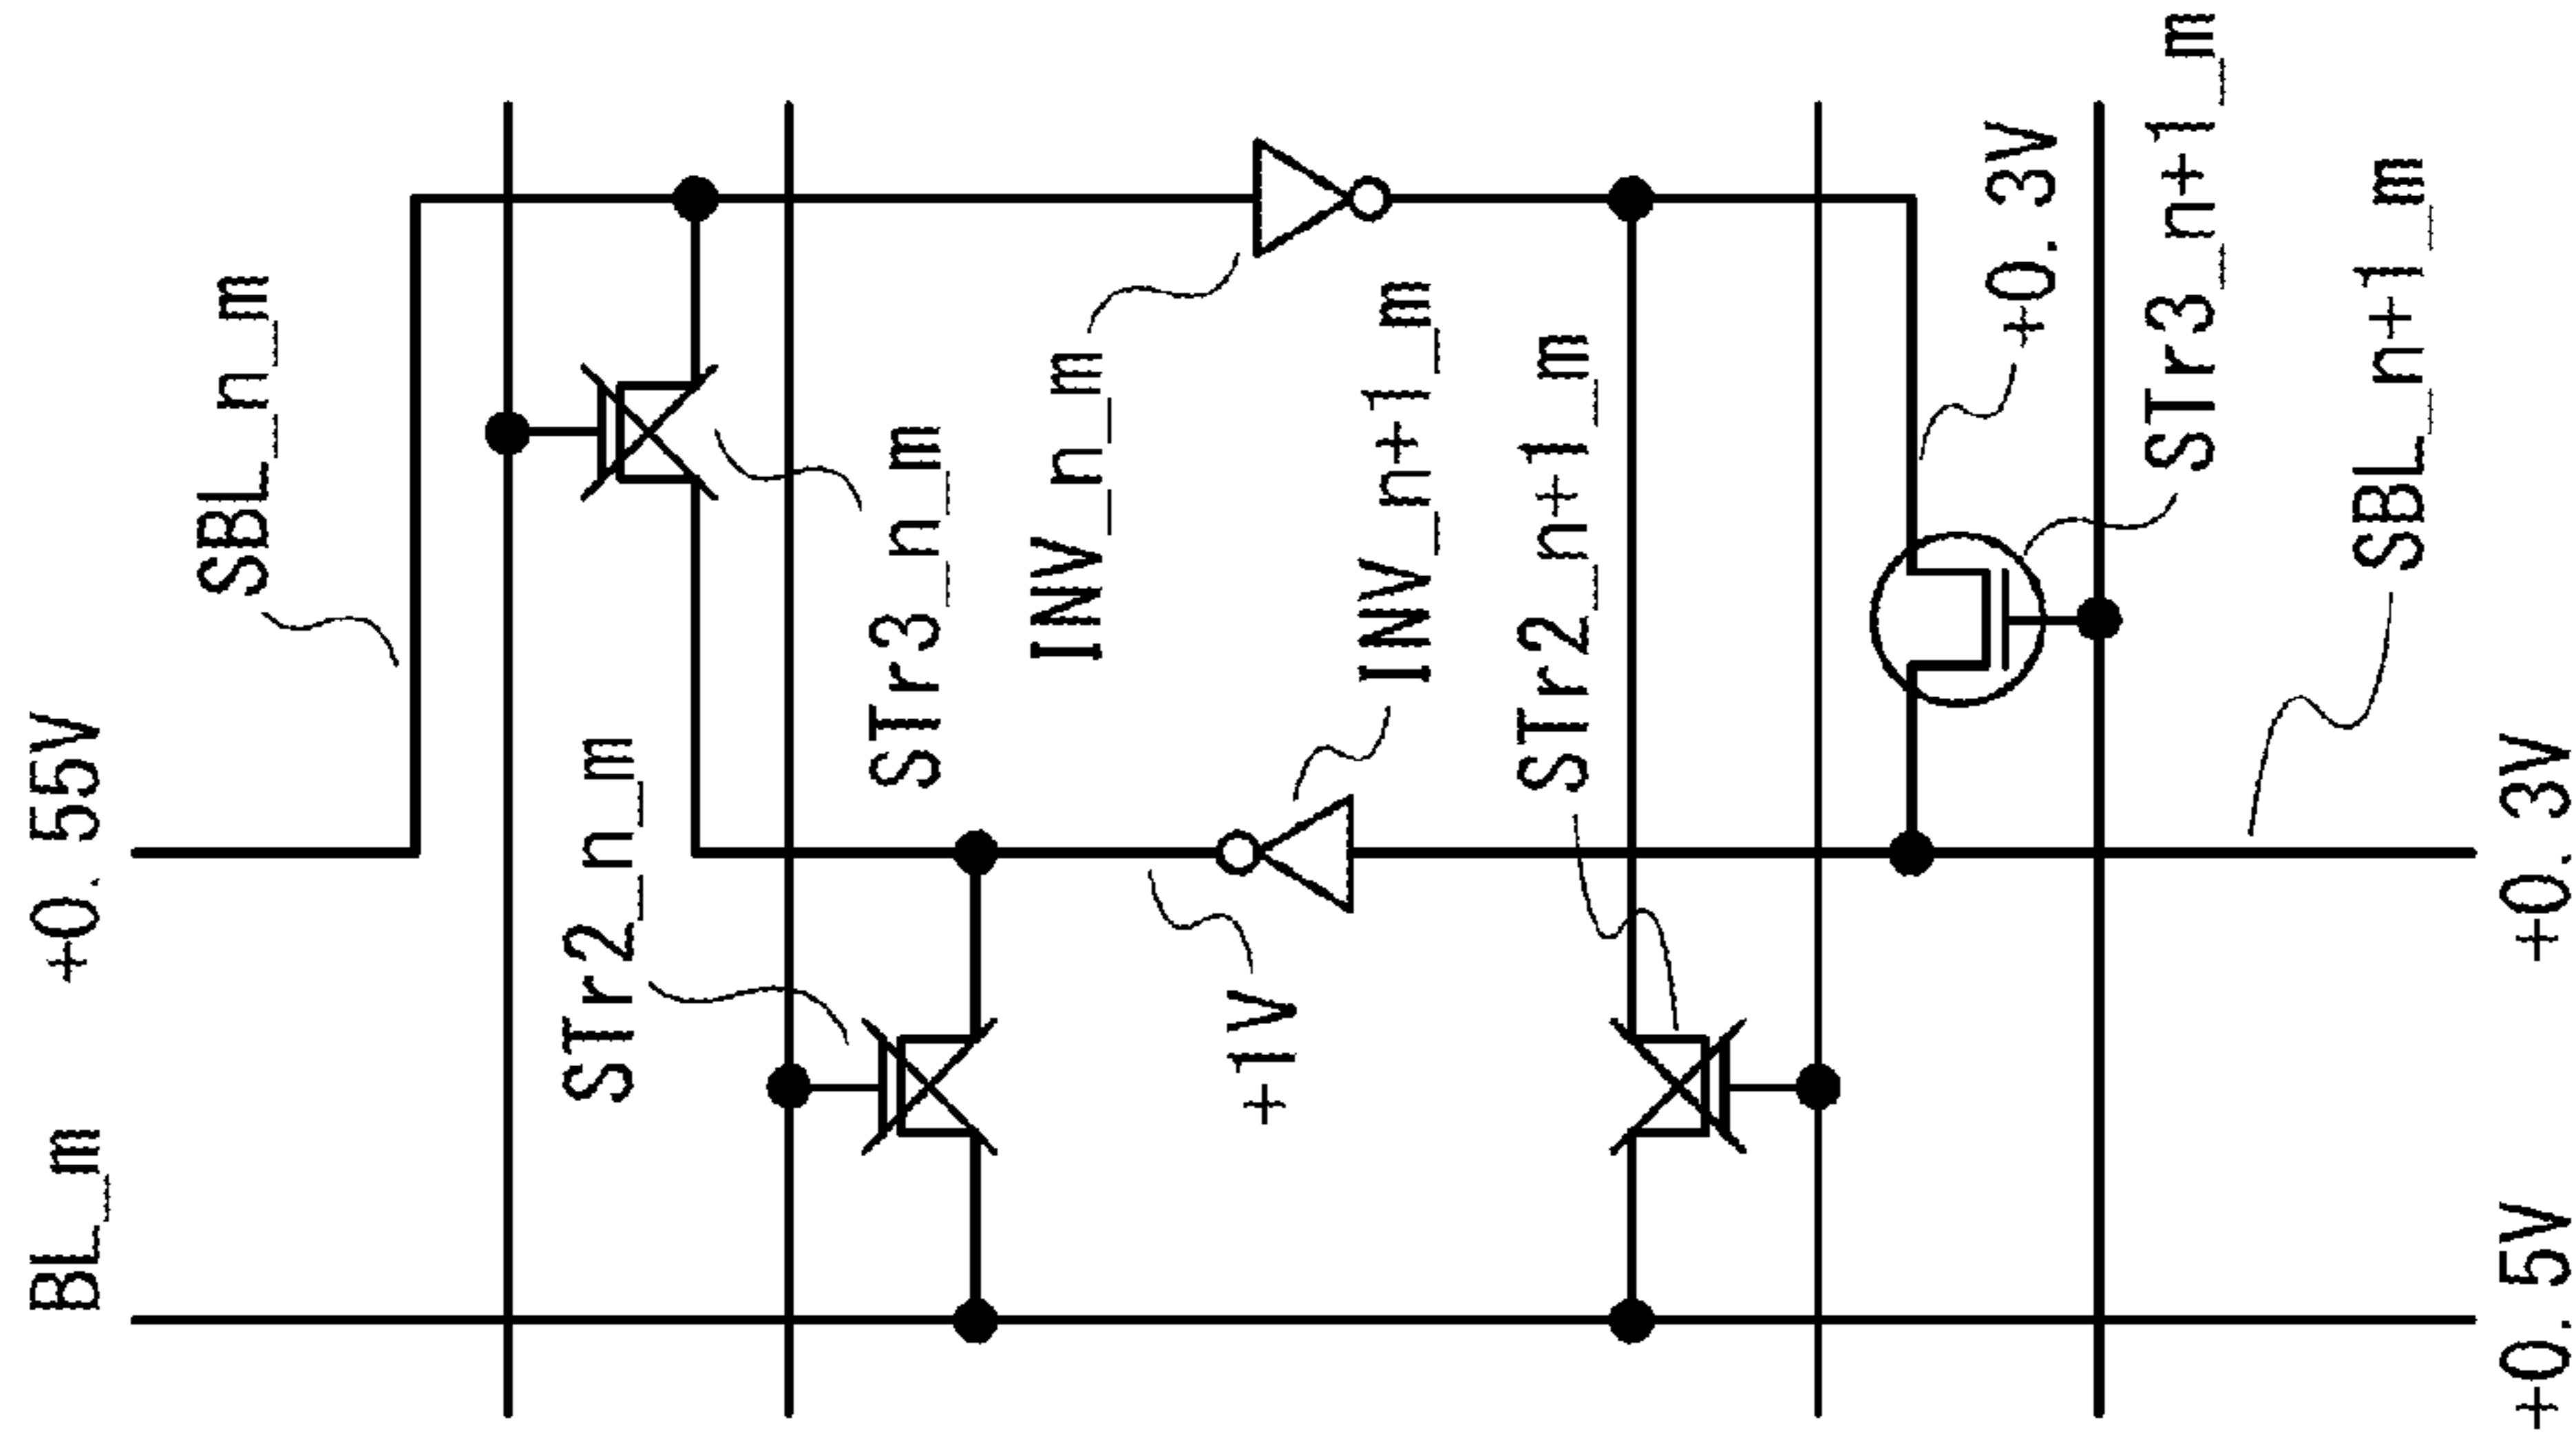 BL_m
+0.55V
SBL_n_m
STr2_n_m
STr3_n_m
INV_n_m
+1V
INV_n+1_m
STr2_n+1_m
+0.3V
STr3_n+1_m
SBL_n+1_m
+0.5V
+0.3V